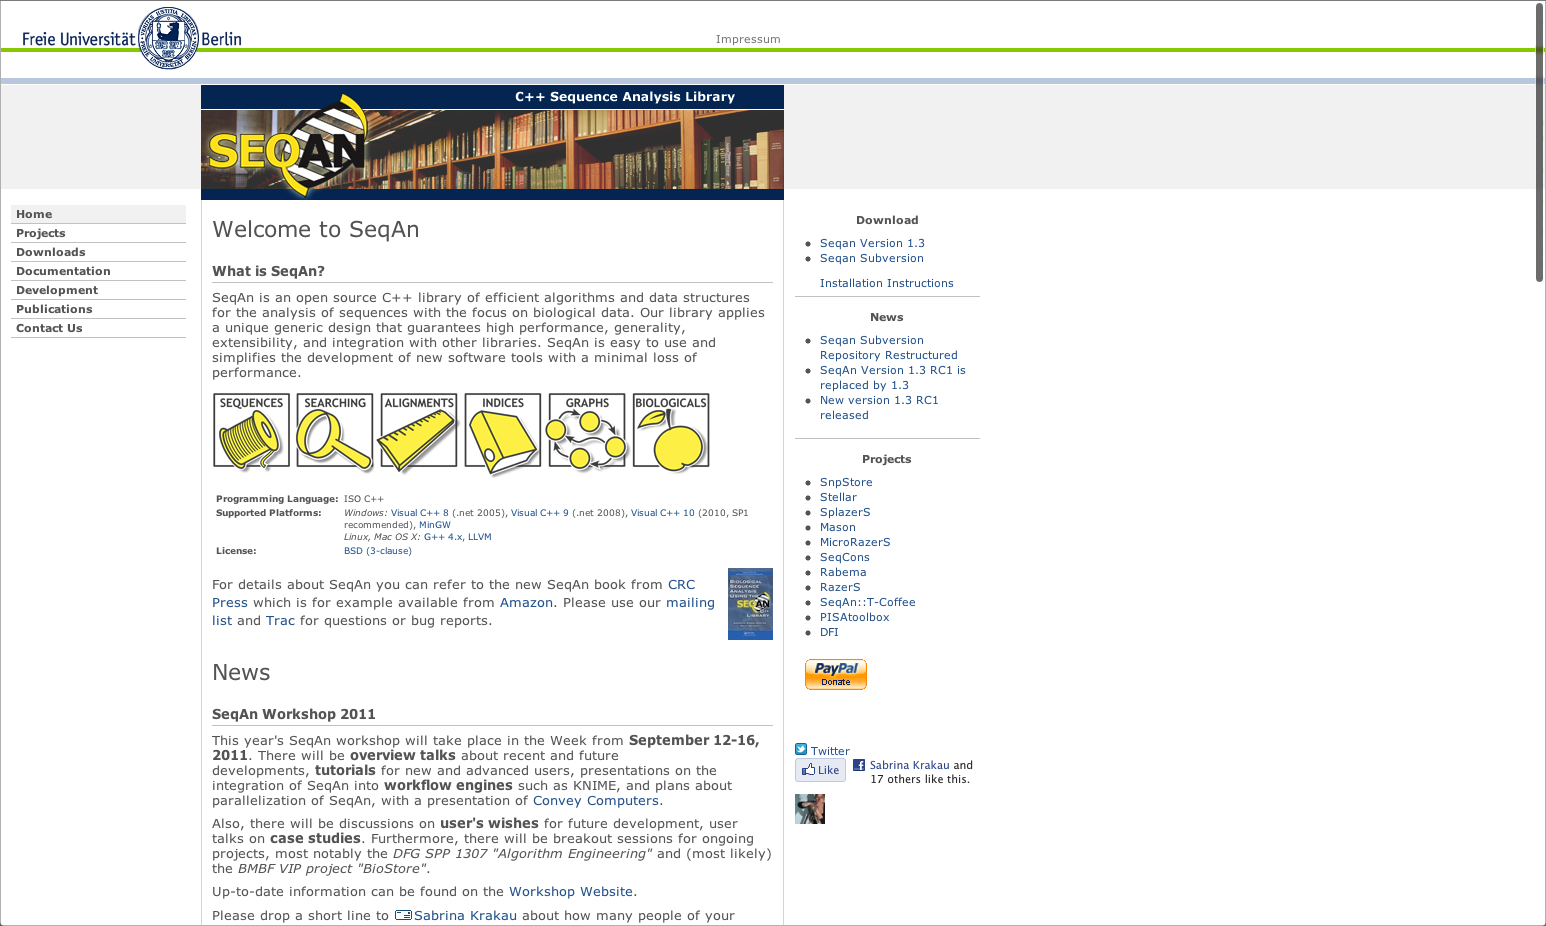 Freie Universität Berlin
Impressum
C++ Sequence Analysis Library
SEQAN
Home
Projects
Downloads
Documentation
Development
Publications
Contact Us
Welcome to SeqAn
What is SeqAn?
SeqAn is an open source C++ library of efficient algorithms and data structures
for the analysis of sequences with the focus on biological data. Our library applies
a unique generic design that guarantees high performance, generality,
extensibility, and integration with other libraries. SeqAn is easy to use and
simplifies the development of new software tools with a minimal loss of
performance.
SEQUENCES SEARCHING ALIGNMENTS INDICES GRAPHS BIOLOGICALS
Programming Language: ISO C++
Supported Platforms: Windows: Visual C++ 8 (.net 2005), Visual C++ 9 (.net 2008), Visual C++ 10 (2010, SP1
recommended), MinGW
Linux, Mac OS X: G++ 4.x, LLVM
License: BSD (3-clause)
For details about SeqAn you can refer to the new SeqAn book from CRC
Press which is for example available from Amazon. Please use our mailing
list and Trac for questions or bug reports.
BIOLOGICAL
SEQUENCE
ANALYSIS
USING THE
SEQAN
C++
LIBRARY
News
SeqAn Workshop 2011
This year's SeqAn workshop will take place in the Week from September 12-16,
2011. There will be overview talks about recent and future
developments, tutorials for new and advanced users, presentations on the
integration of SeqAn into workflow engines such as KNIME, and plans about
parallelization of SeqAn, with a presentation of Convey Computers.
Also, there will be discussions on user's wishes for future development, user
talks on case studies. Furthermore, there will be breakout sessions for ongoing
projects, most notably the DFG SPP 1307 "Algorithm Engineering" and (most likely)
the BMBF VIP project "BioStore".
Up-to-date information can be found on the Workshop Website.
Please drop a short line to Sabrina Krakau about how many people of your
Download
Seqan Version 1.3
Seqan Subversion
Installation Instructions
News
Seqan Subversion
Repository Restructured
SeqAn Version 1.3 RC1 is
replaced by 1.3
New version 1.3 RC1
released
Projects
SnpStore
Stellar
SplazerS
Mason
MicroRazerS
SeqCons
Rabema
RazerS
SeqAn::T-Coffee
PISAtoolbox
DFI
PayPal
Donate
Twitter
Like Sabrina Krakau and
17 others like this.